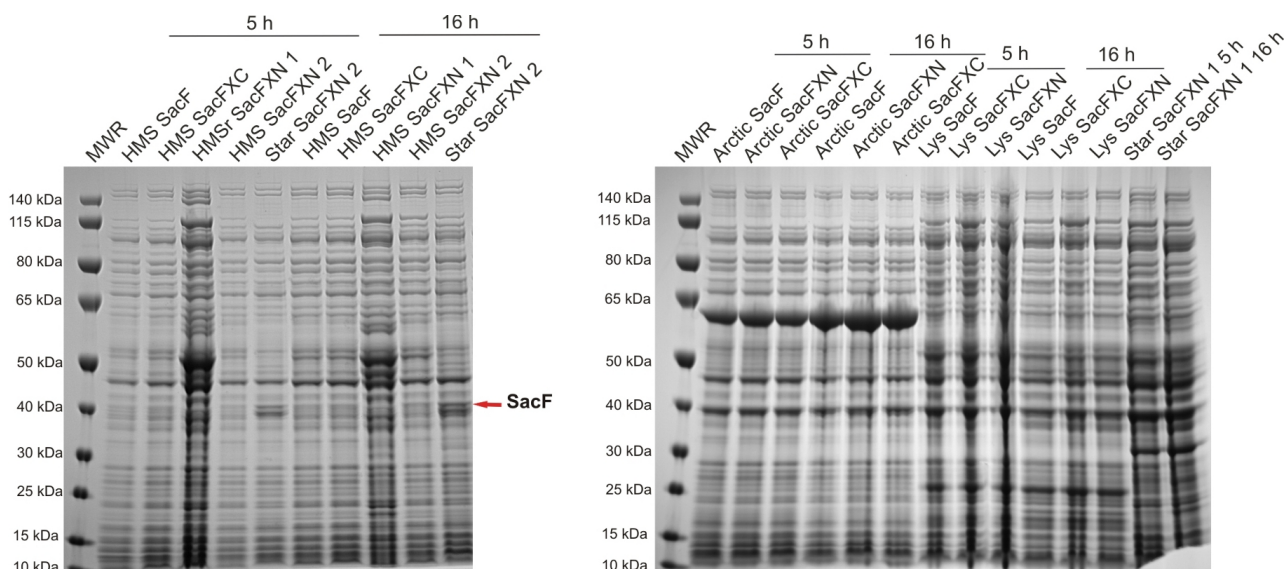 5 h
16 h
MWR
HMS SacF
HMS SacFXC
HMSr SacFXN 1
HMS SacFXN 2
Star SacFXN 2
HMS SacF
HMS SacFXC
HMS SacFXN 1
HMS SacFXN 2
Star SacFXN 2
140 kDa
115 kDa
80 kDa
65 kDa
50 kDa
40 kDa
30 kDa
25 kDa
15 kDa
10 kDa
SacF
5 h
16 h
5 h
16 h
MWR
Arctic SacF
Arctic SacFXN
Arctic SacFXC
Arctic SacF
Arctic SacFXN
Arctic SacFXC
Lys SacF
Lys SacFXC
Lys SacFXN
Lys SacF
Lys SacFXC
Lys SacFXN
Star SacFXN 1 5 h
Star SacFXN 1 16 h
140 kDa
115 kDa
80 kDa
65 kDa
50 kDa
40 kDa
30 kDa
25 kDa
15 kDa
10 kDa